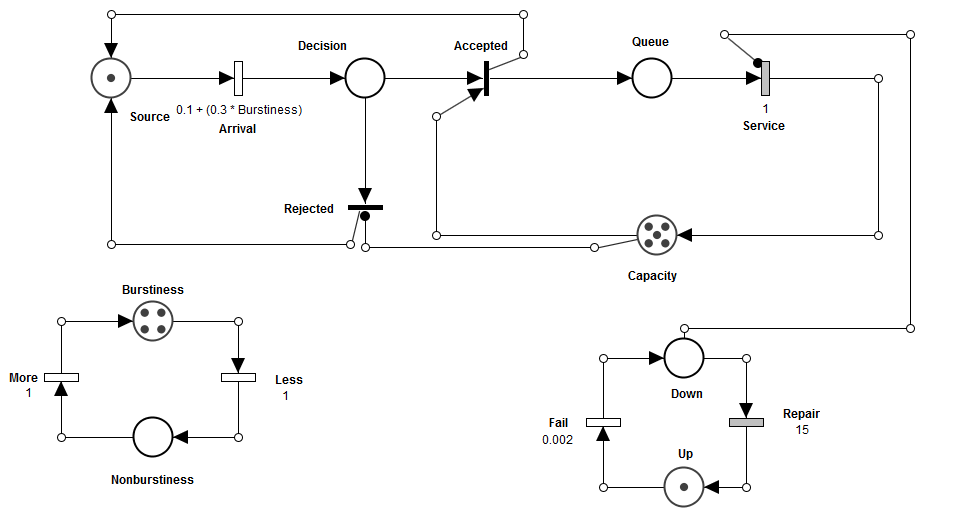 Decision
Accepted
Queue
Source
0.1 + (0.3 * Burstiness)
Arrival
1
Service
Rejected
Capacity
Burstiness
More
1
Less
1
Nonburstiness
Down
Fail
0.002
Repair
15
Up